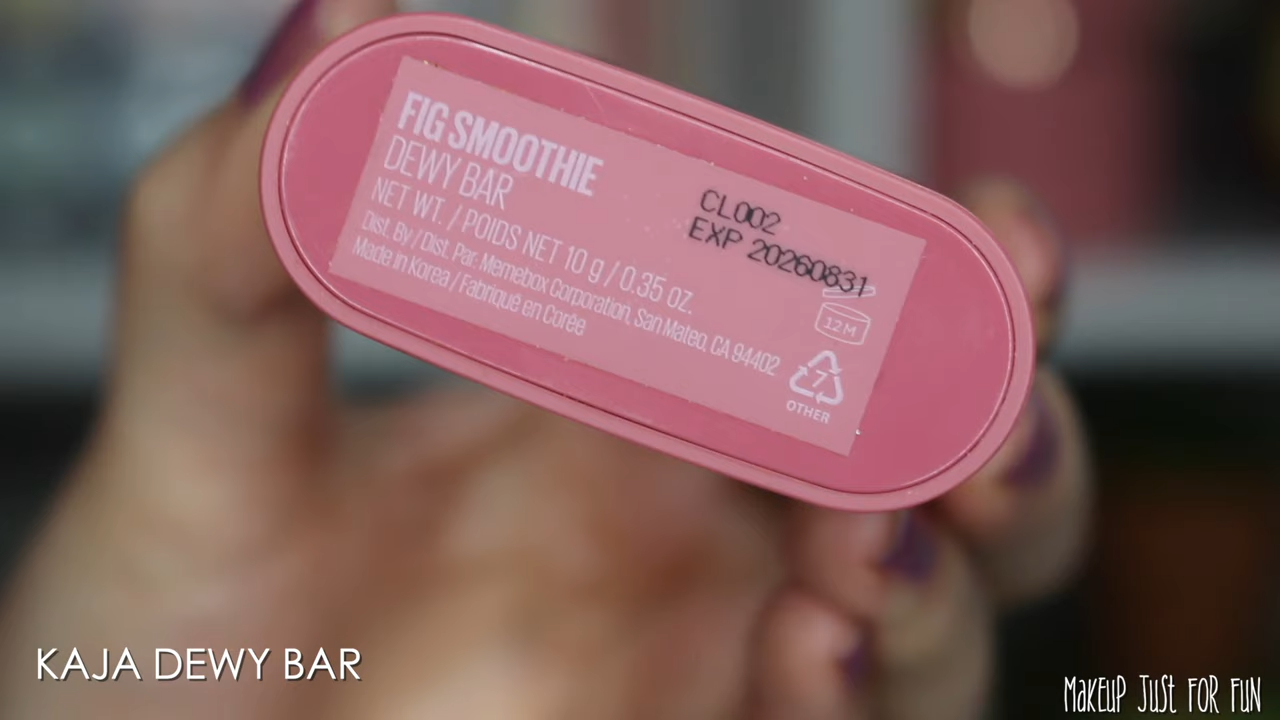 FIG SMOOTHIE
DEWY BAR
NET WT. / POIDS NET 10 g / 0.35 oz.
Dist. By / Dist. Par. Memebox Corporation, San Mateo, CA 94402
Made in Korea / Fabriqué en Corée
CL002
EXP 20260831
12M
7
OTHER
KAJA DEWY BAR
MAKEUP JUST FOR FUN